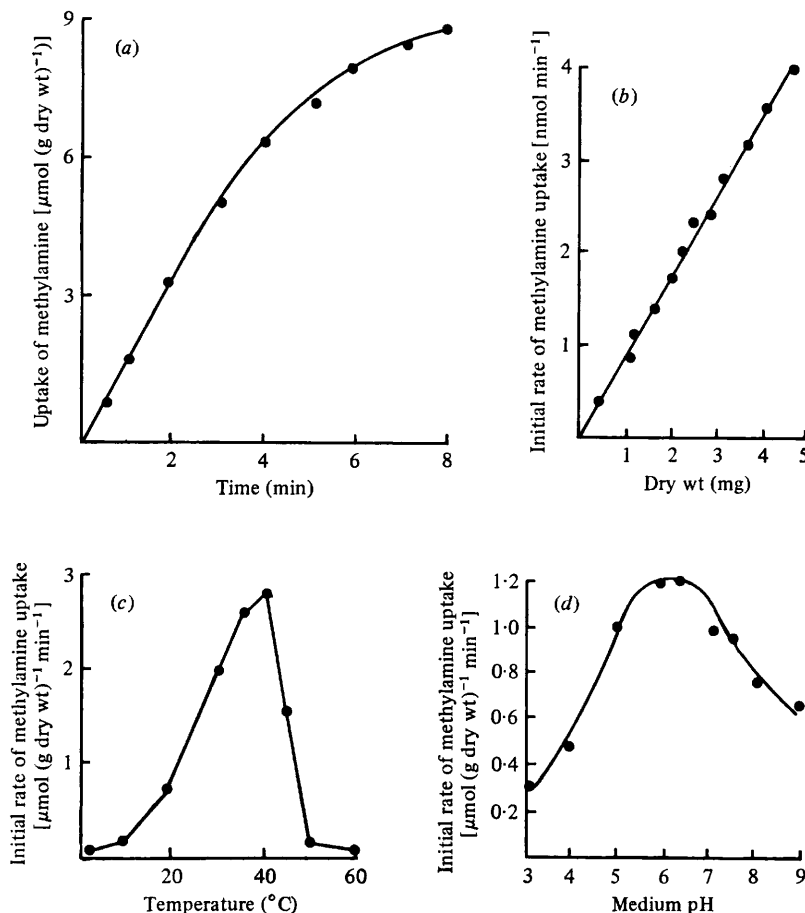 (a)
Uptake of methylamine [μmol (g dry wt)⁻¹)]
9
6
3
2
4
6
8
Time (min)
(b)
Initial rate of methylamine uptake [nmol min⁻¹]
4
3
2
1
1
2
3
4
5
Dry wt (mg)
(c)
Initial rate of methylamine uptake
[μmol (g dry wt)⁻¹ min⁻¹]
3
2
1
20
40
60
Temperature (°C)
(d)
Initial rate of methylamine uptake
[μmol (g dry wt)⁻¹ min⁻¹]
1·2
1·0
0·8
0·6
0·4
0·2
3
4
5
6
7
8
9
Medium pH